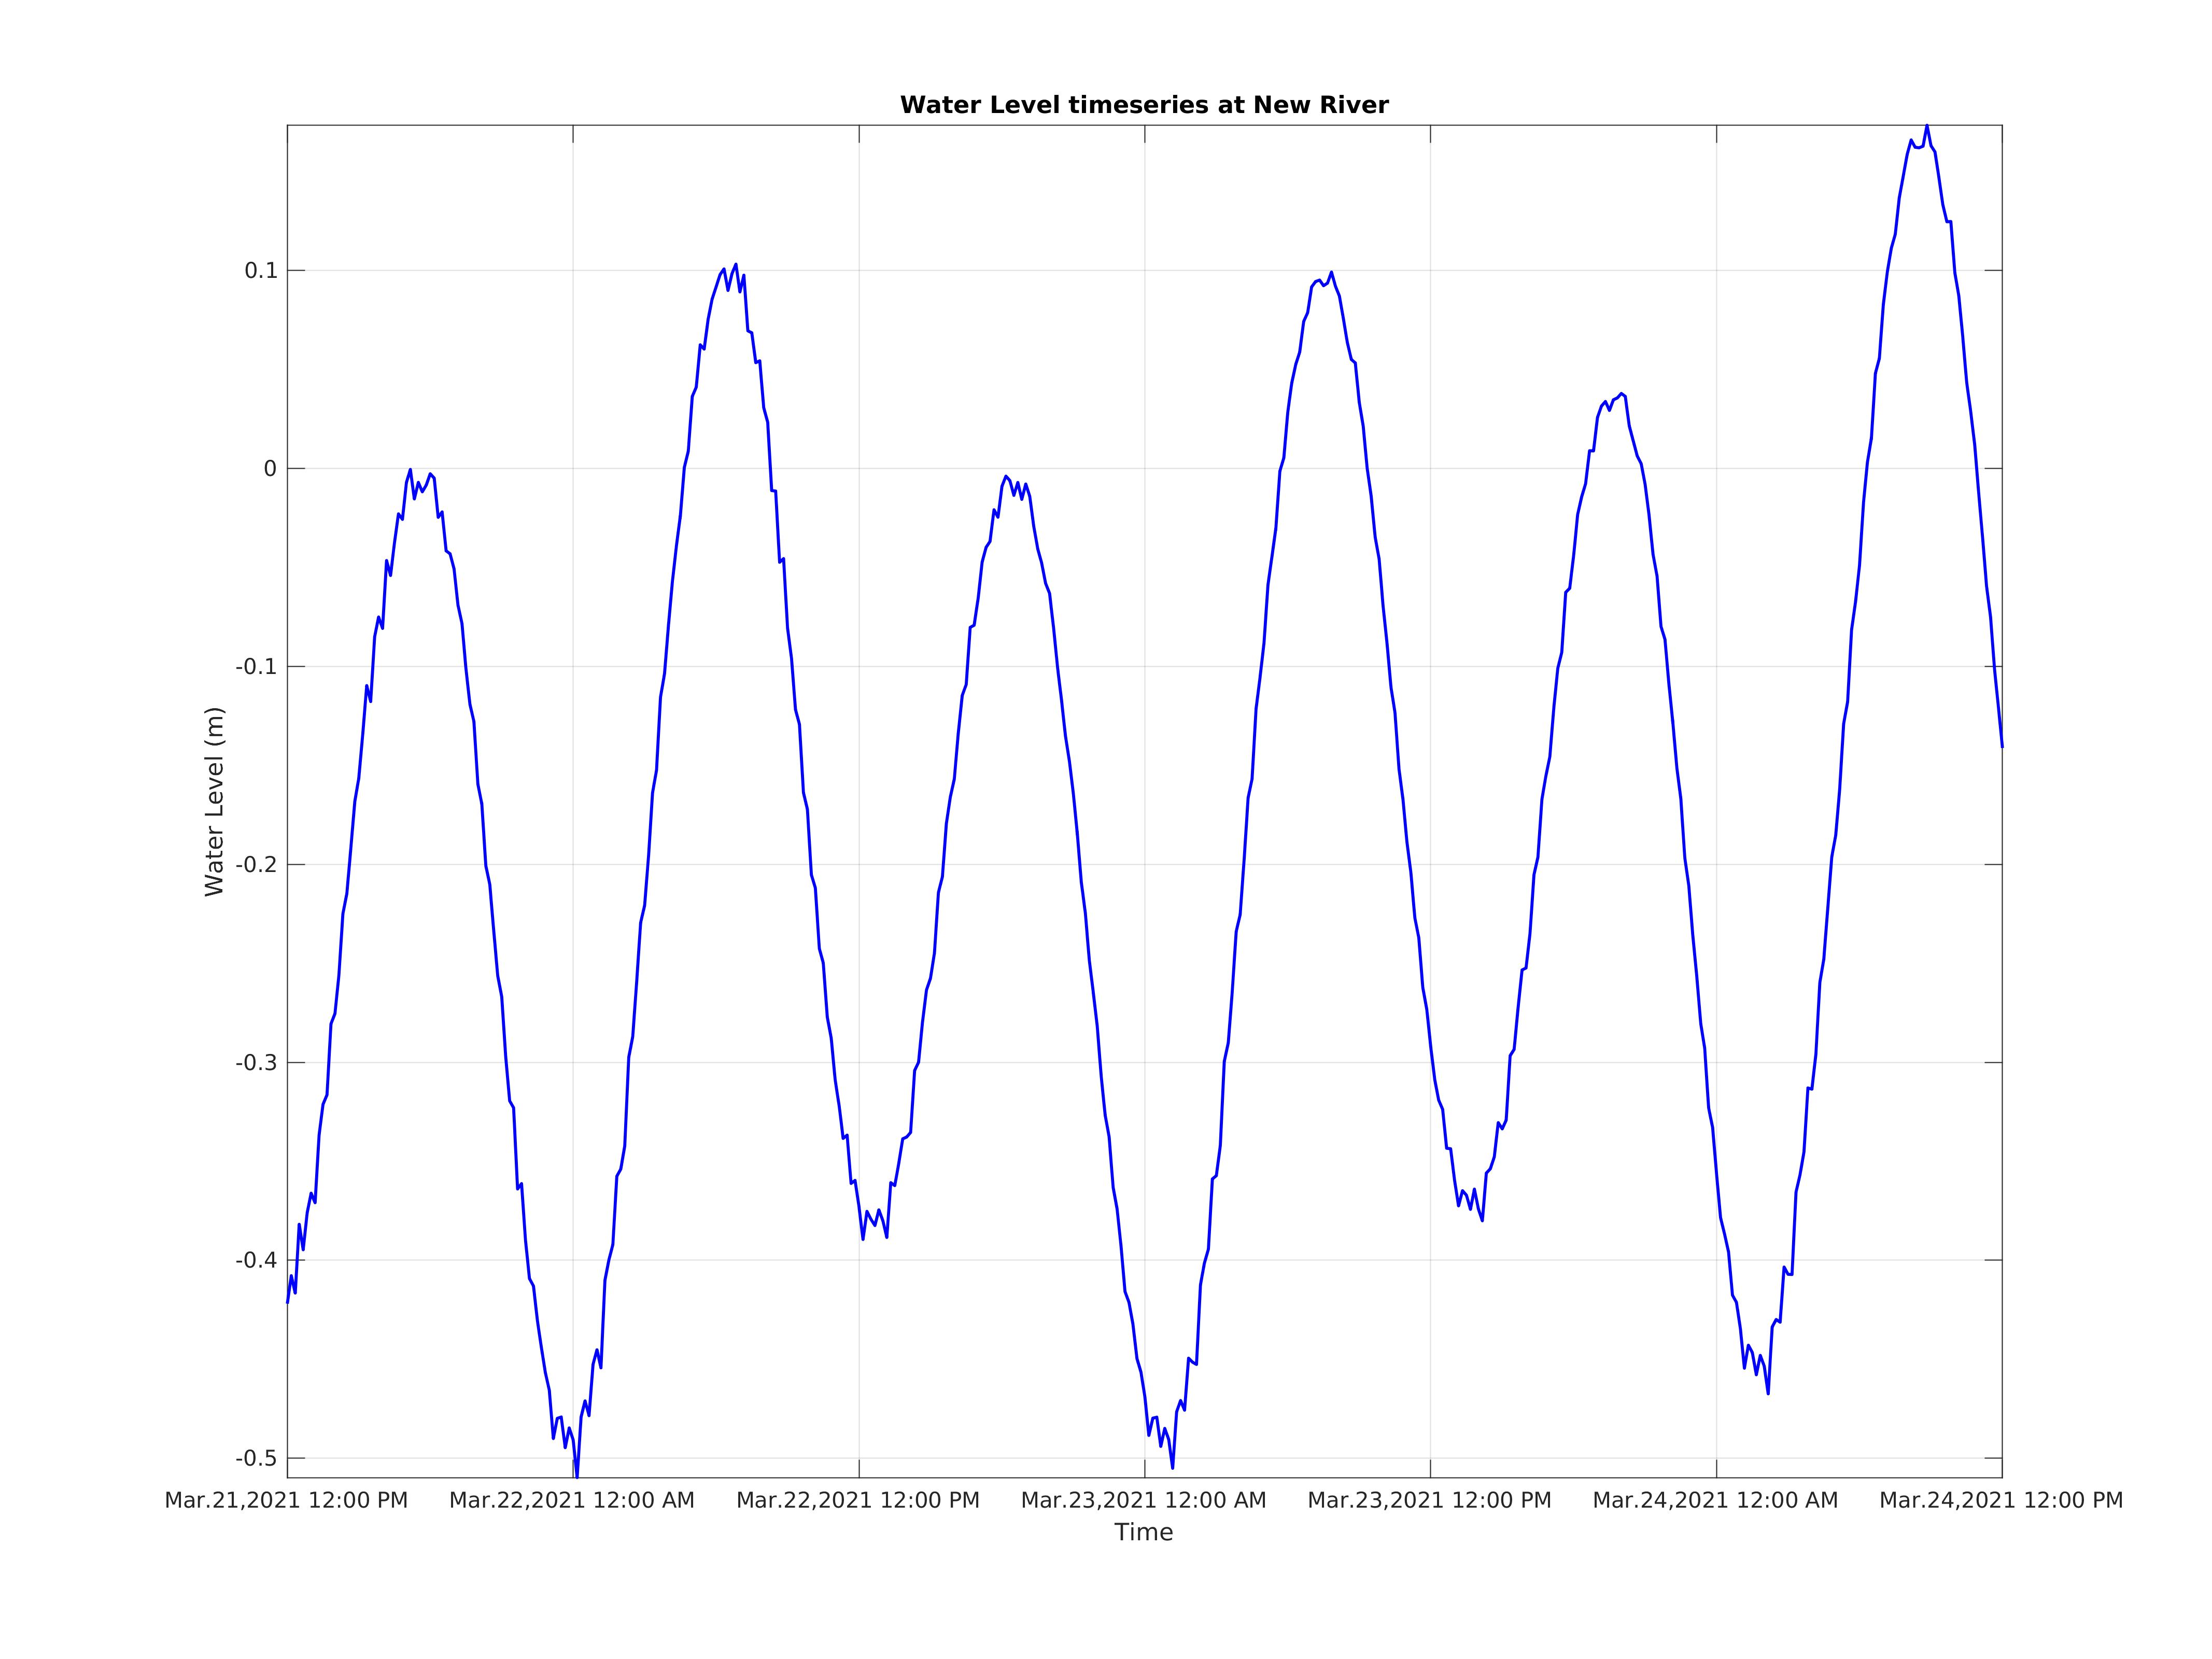 Water Level timeseries at New River
0.1
0
-0.1
-0.2
-0.3
-0.4
-0.5
Water Level (m)
Mar.21,2021 12:00 PM Mar.22,2021 12:00 AM Mar.22,2021 12:00 PM Mar.23,2021 12:00 AM Mar.23,2021 12:00 PM Mar.24,2021 12:00 AM Mar.24,2021 12:00 PM
Time